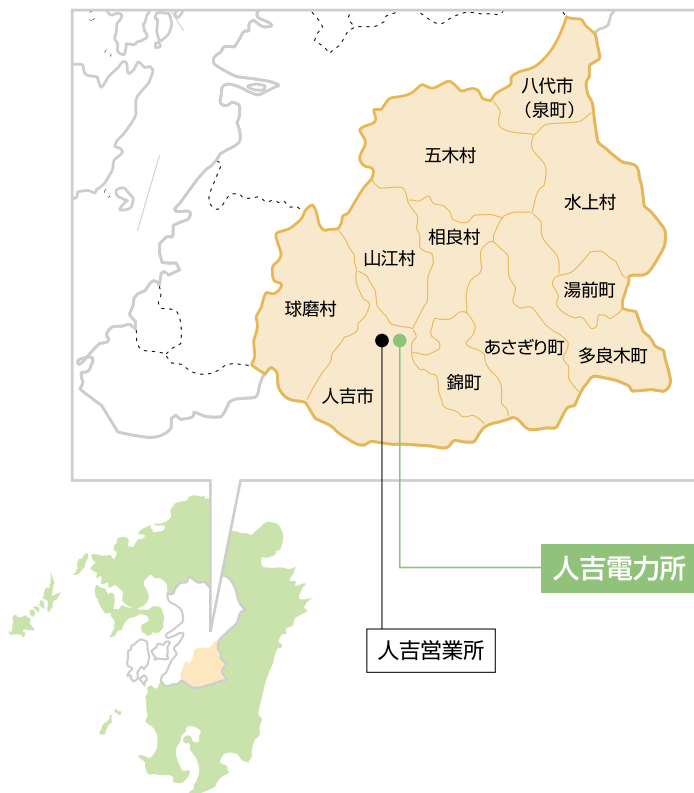 八代市
（泉町）
五木村
水上村
相良村
山江村
湯前町
球磨村
あさぎり町
多良木町
錦町
人吉市
人吉電力所
人吉営業所